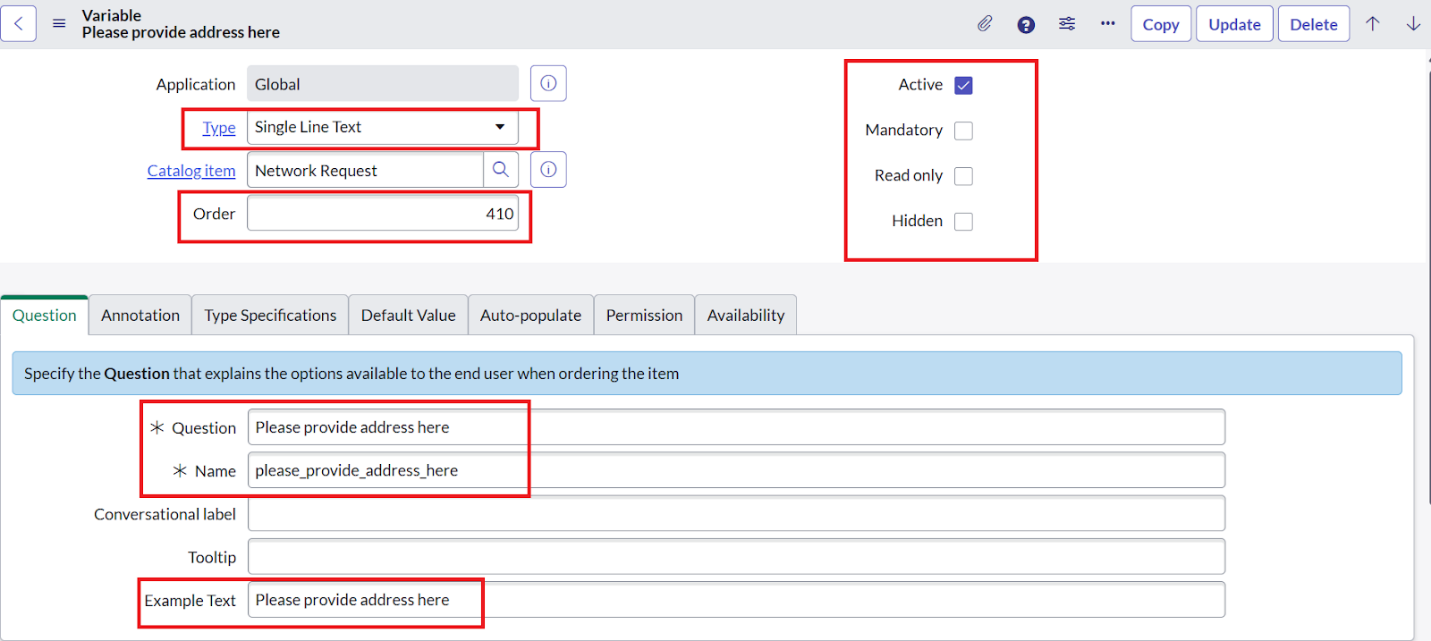 Variable
Please provide address here
Copy
Update
Delete
Application
Global
Type
Single Line Text
Catalog item
Network Request
Order
410
Active
Mandatory
Read only
Hidden
Question
Annotation
Type Specifications
Default Value
Auto-populate
Permission
Availability
Specify the Question that explains the options available to the end user when ordering the item
Question
Please provide address here
Name
please_provide_address_here
Conversational label
Tooltip
Example Text
Please provide address here